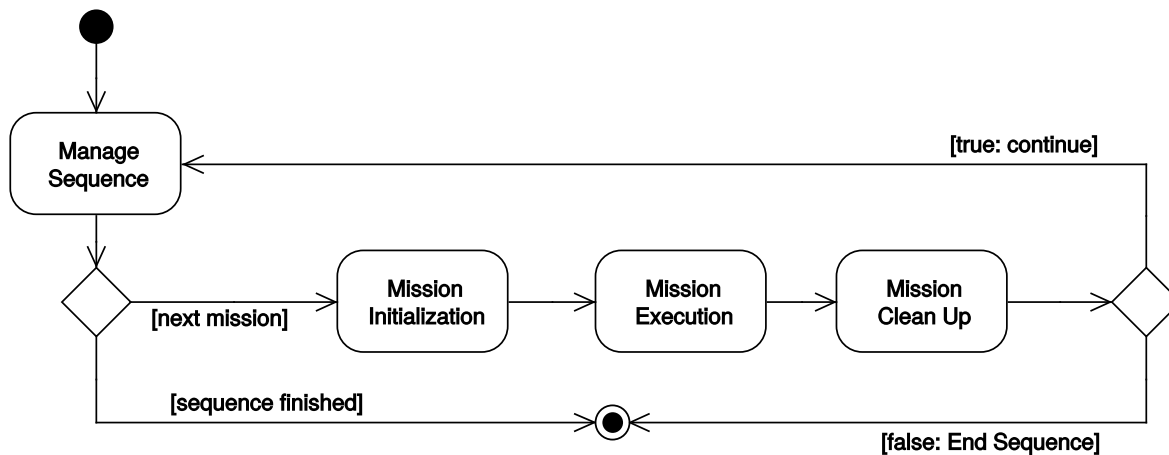 Manage
Sequence
[true: continue]
Mission
Initialization
Mission
Execution
Mission
Clean Up
[next mission]
[sequence finished]
[false: End Sequence]